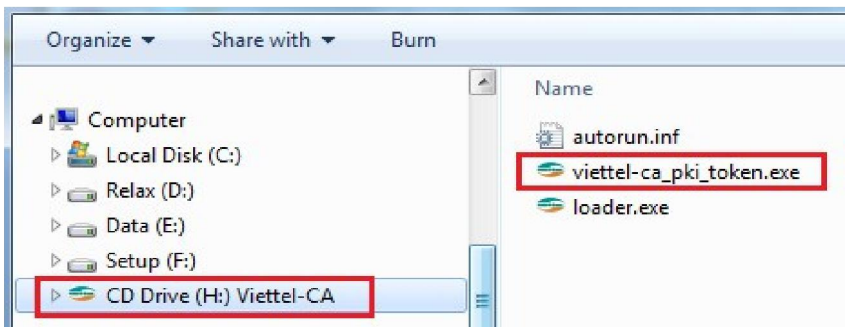 Organize Share with Burn
Computer
Local Disk (C:)
Relax (D:)
Data (E:)
Setup (F:)
CD Drive (H:) Viettel-CA
Name
autorun.inf
viettel-ca_pki_token.exe
loader.exe